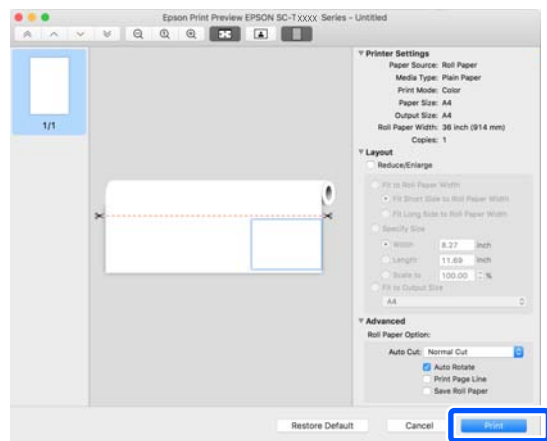 Epson Print Preview EPSON SC-TXXXX Series - Untitled
1/1
▼ Printer Settings
Paper Source: Roll Paper
Media Type: Plain Paper
Print Mode: Color
Paper Size: A4
Output Size: A4
Roll Paper Width: 36 inch (914 mm)
Copies: 1
▼ Layout
Reduce/Enlarge
Fit to Roll Paper Width
Fit Short Side to Roll Paper Width
Fit Long Side to Roll Paper Width
Specify Size
Width 8.27 inch
Length 11.69 inch
Scale to 100.00 %
Fit to Output Size
A4
▼ Advanced
Roll Paper Option:
Auto Cut: Normal Cut
Auto Rotate
Print Page Line
Save Roll Paper
Restore Default Cancel Print